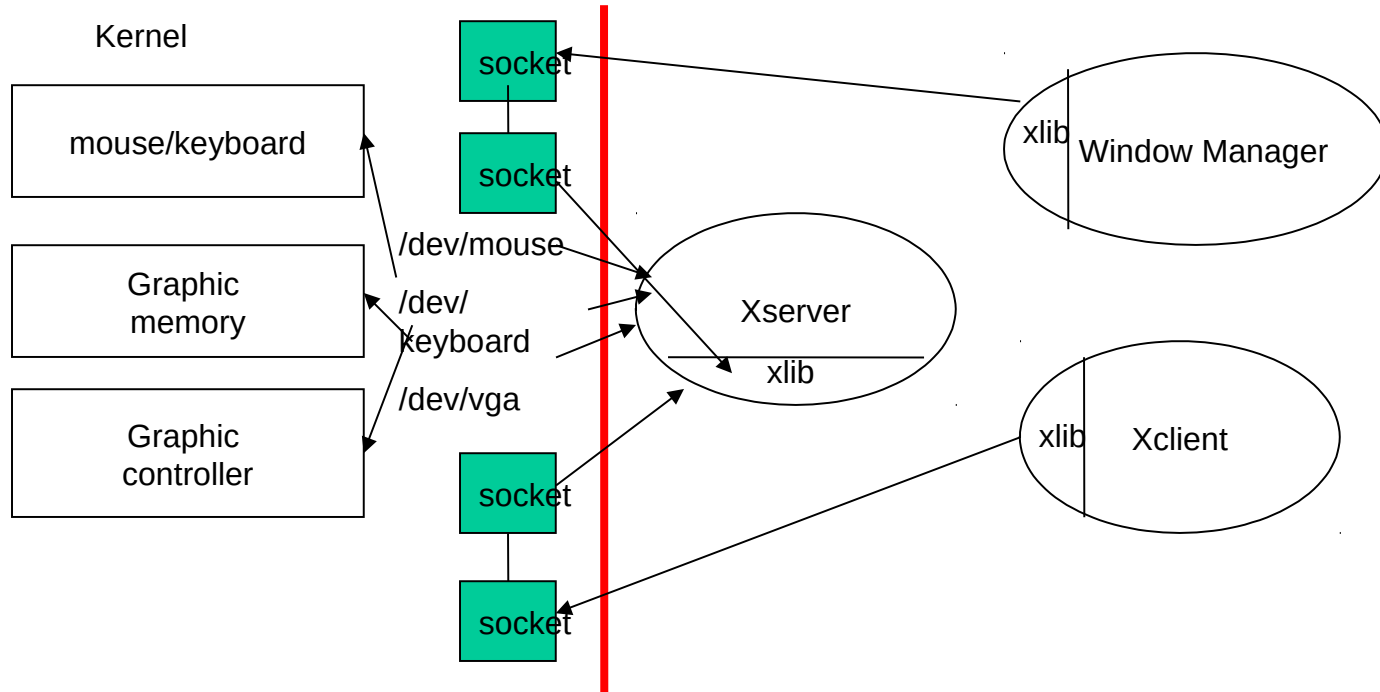 Kernel
mouse/keyboard
Graphic
memory
Graphic
controller
socket
socket
/dev/mouse
/dev/
keyboard
/dev/vga
socket
socket
Xserver
xlib
xlib
Window Manager
xlib
Xclient